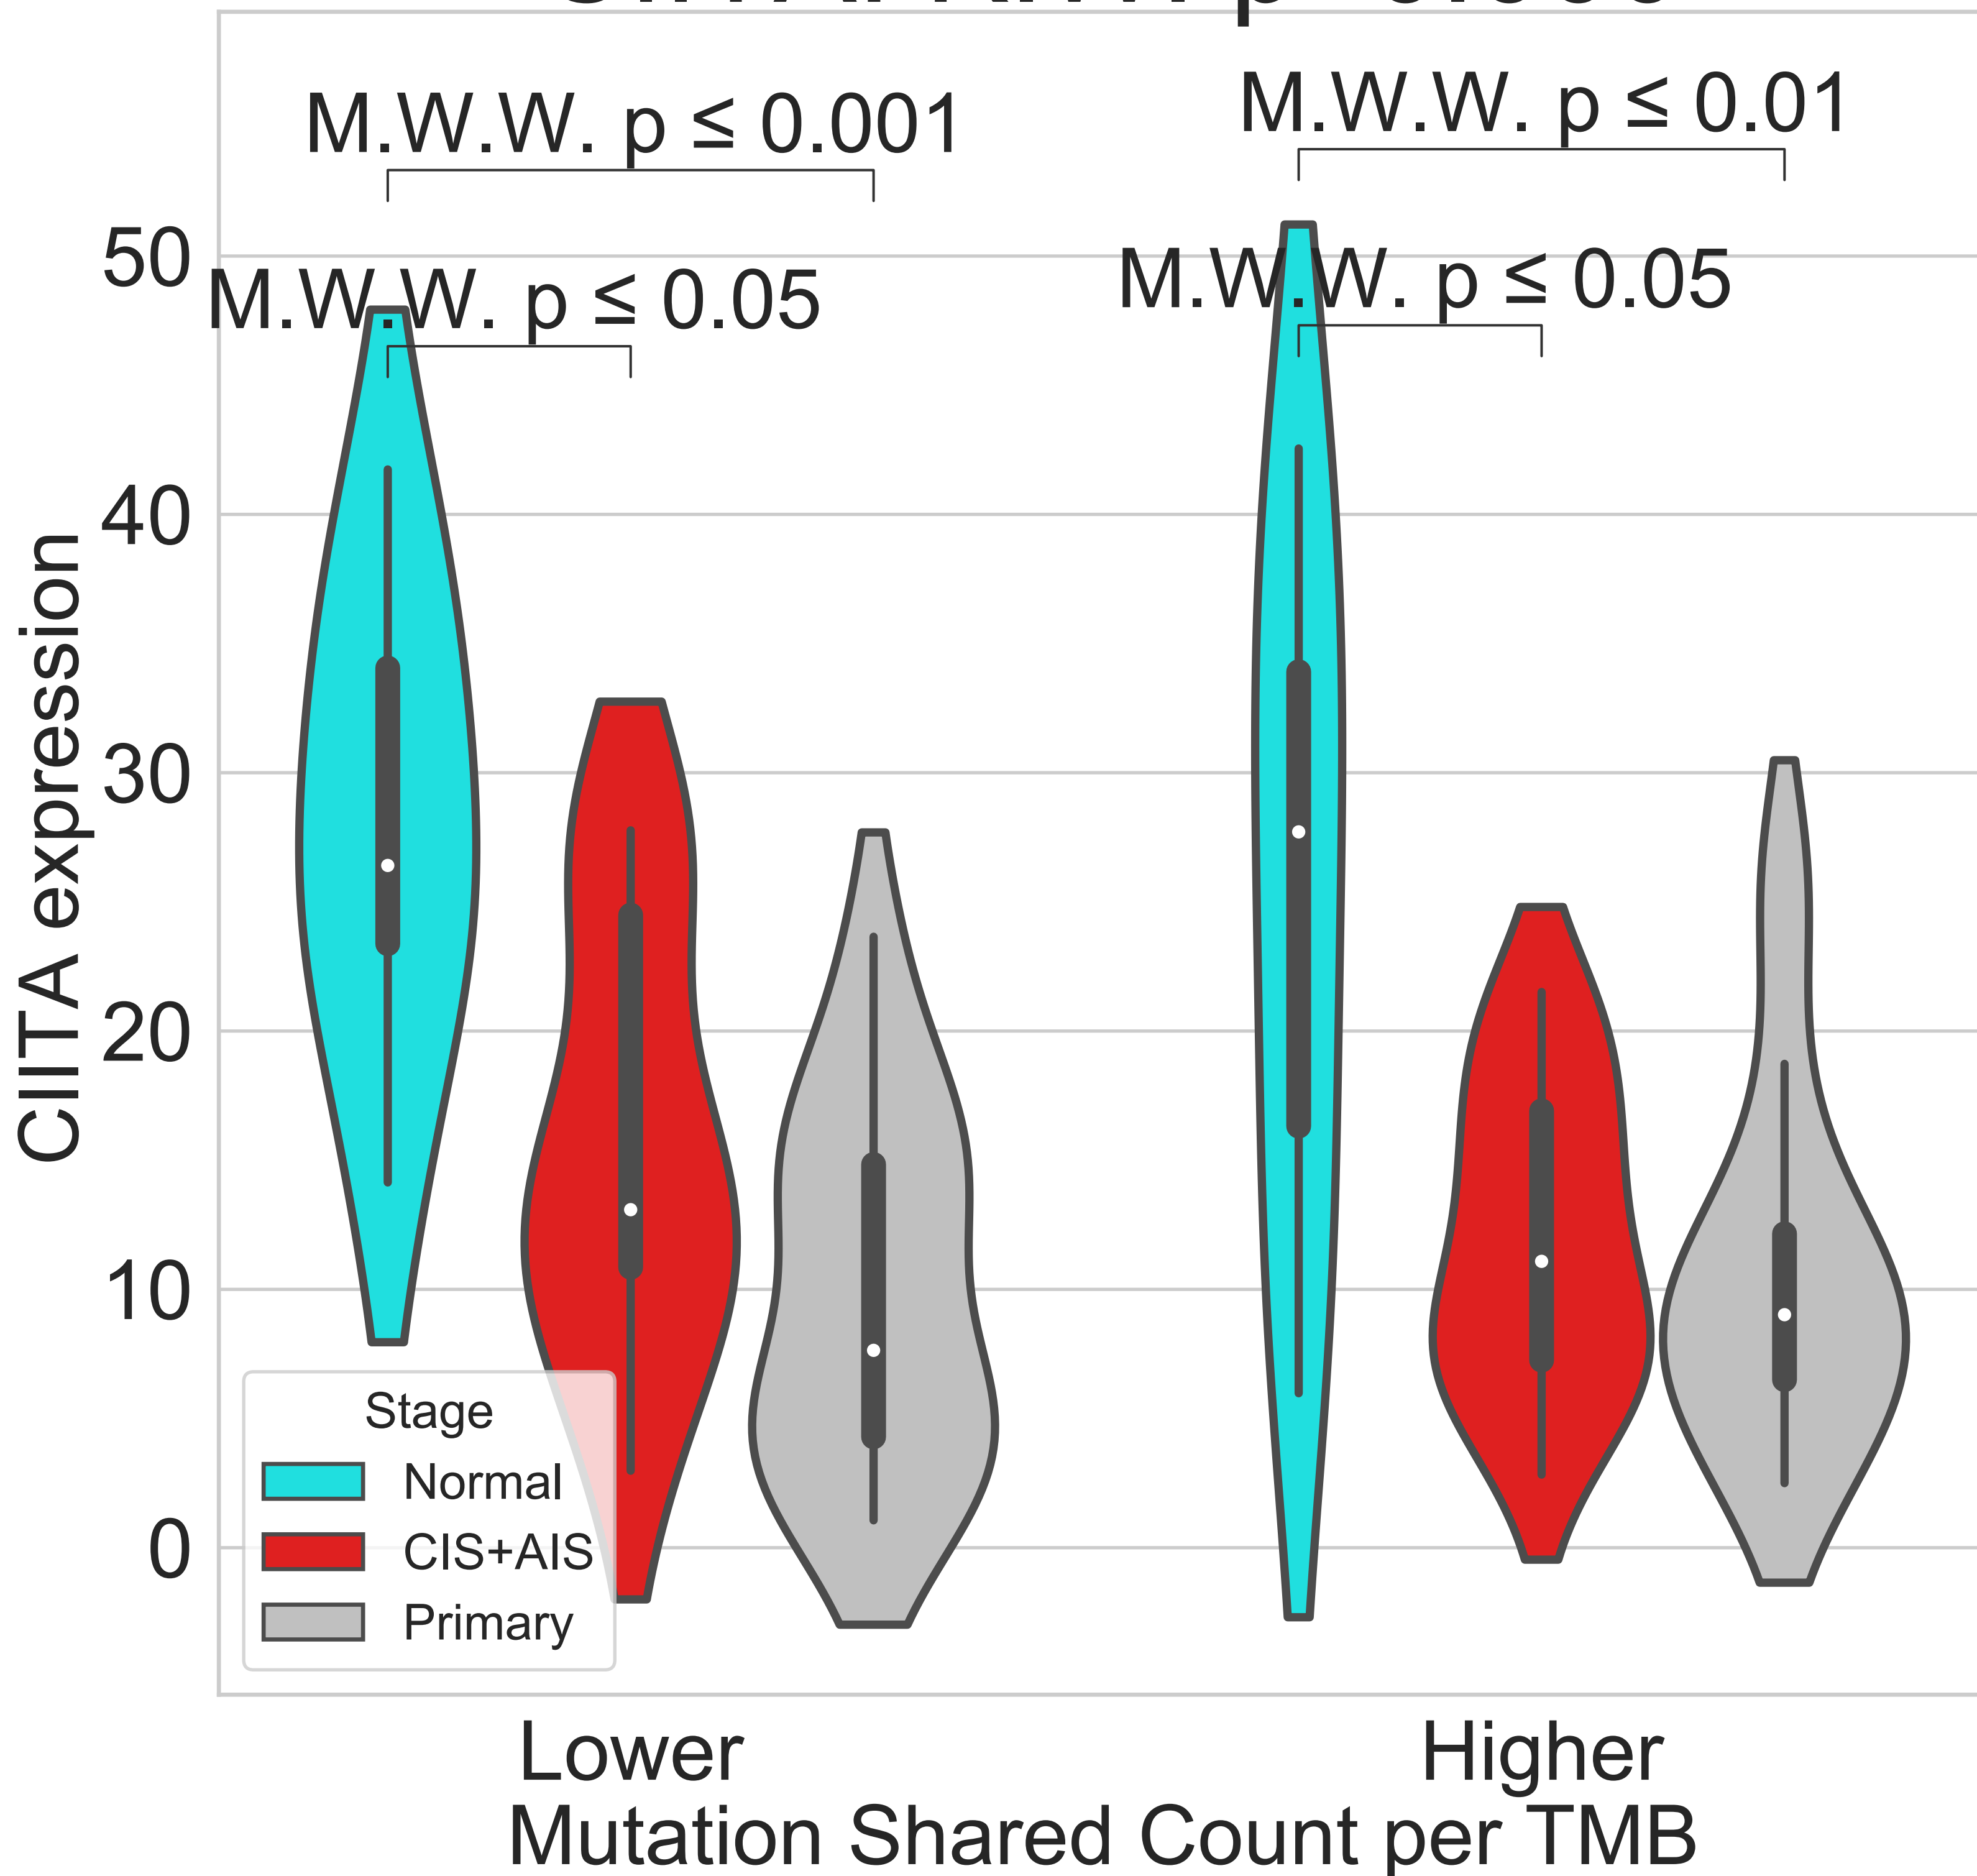 M.W.W. p ≤ 0.001
M.W.W. p ≤ 0.01
M.W.W. p ≤ 0.05
M.W.W. p ≤ 0.05
CIITA expression
50
40
30
20
10
0
Stage
Normal
CIS+AIS
Primary
Lower
Higher
Mutation Shared Count per TMB